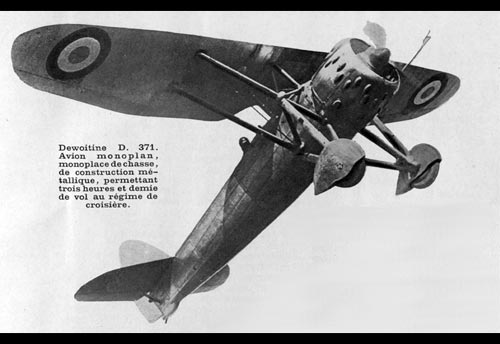 Dewoitine D. 371.
Avion monoplan,
monoplace de chasse,
de construction mé-
tallique, permettant
trois heures et demie
de vol au régime de
croisière.